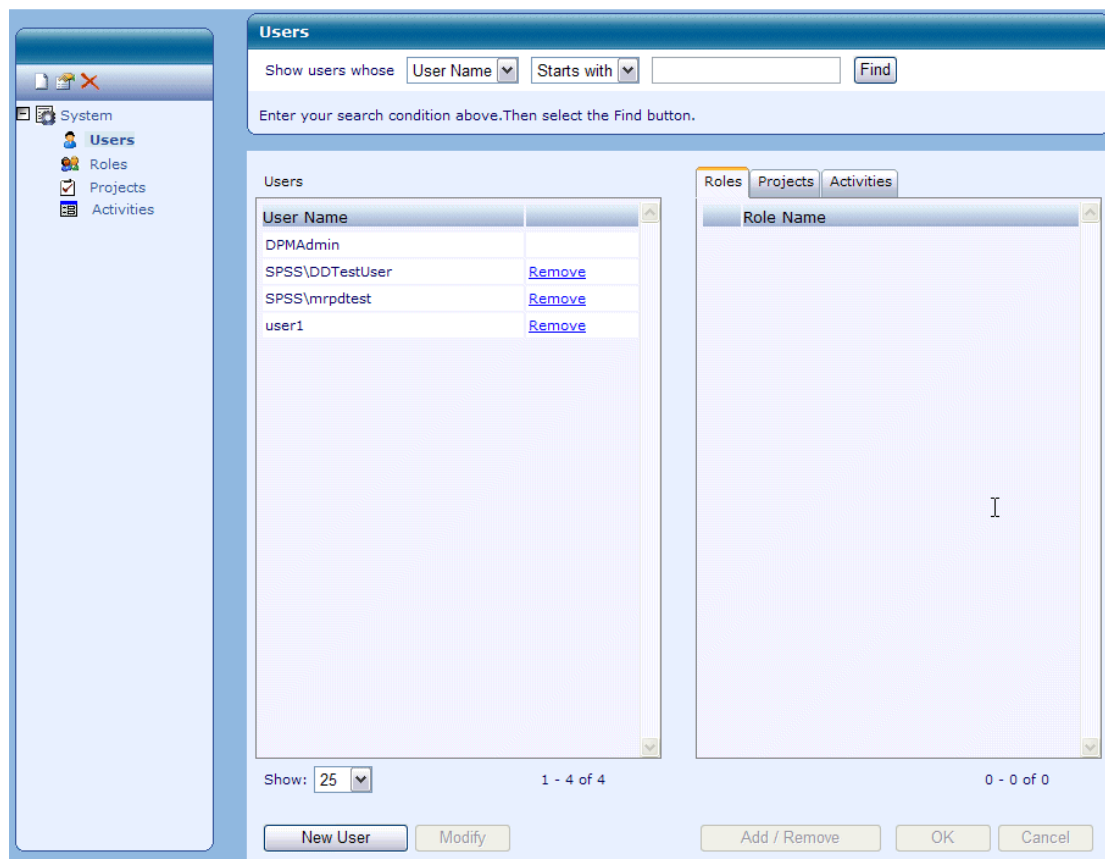 System
Users
Roles
Projects
Activities
Users
Show users whose User Name Starts with Find
Enter your search condition above.Then select the Find button.
Users
User Name
DPMAdmin
SPSS\DDTestUser Remove
SPSS\mrpdtest Remove
user1 Remove
Show: 25 1 - 4 of 4
New User Modify
Roles Projects Activities
Role Name
0 - 0 of 0
Add / Remove OK Cancel